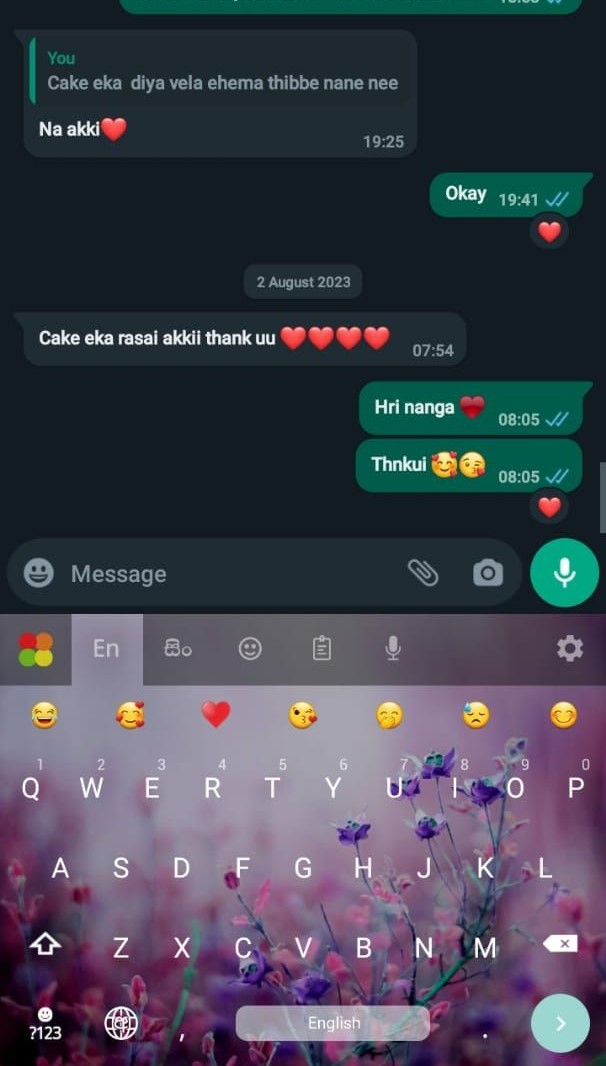 You
Cake eka diya vela ehema thibbe nane nee
Na akki❤️
19:25
Okay 19:41
2 August 2023
Cake eka rasai akkii thank uu ❤️❤️❤️❤️
07:54
Hri nanga ♥️
08:05
Thnkui 🥰😘
08:05
Message
En
1 2 3 4 5 6 7 8 9 0
Q W E R T Y U I O P
A S D F G H J K L
Z X C V B N M
?123 , English .